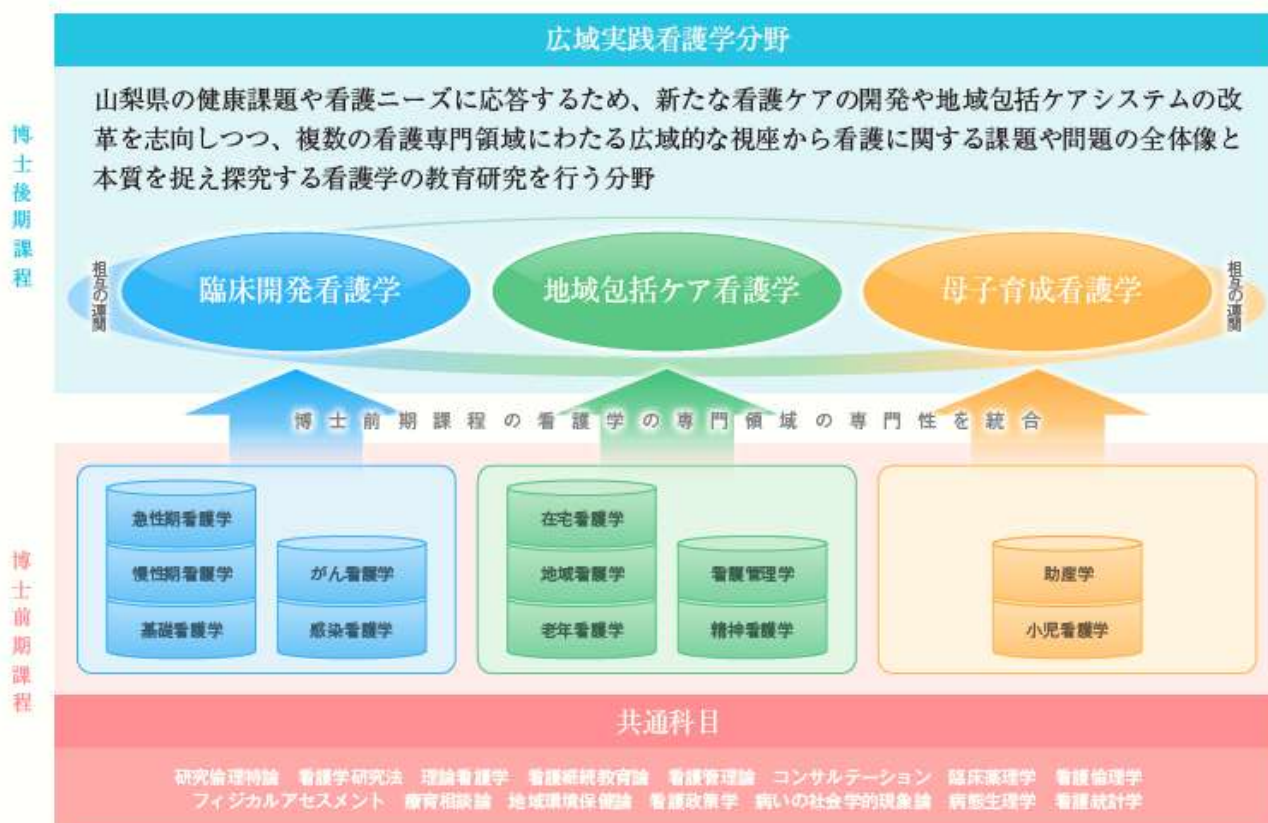 広域実践看護学分野
山梨県の健康課題や看護ニーズに応答するため、新たな看護ケアの開発や地域包括ケアシステムの改
革を志向しつつ、複数の看護専門領域にわたる広域的な視座から看護に関する課題や問題の全体像と
本質を捉え探究する看護学の教育研究を行う分野
博士後期課程
相互の連関
臨床開発看護学
地域包括ケア看護学
母子育成看護学
相互の連関
博士前期課程の看護学の専門領域の専門性を統合
博士前期課程
急性期看護学
慢性期看護学
基礎看護学
がん看護学
感染看護学
在宅看護学
地域看護学
老年看護学
看護管理学
精神看護学
助産学
小児看護学
共通科目
研究倫理特論 看護学研究法 理論看護学 看護継続教育論 看護管理論 コンサルテーション 臨床薬理学 看護倫理学
フィジカルアセスメント 療育相談論 地域環境保健論 看護政策学 病いの社会学的現象論 病態生理学 看護統計学